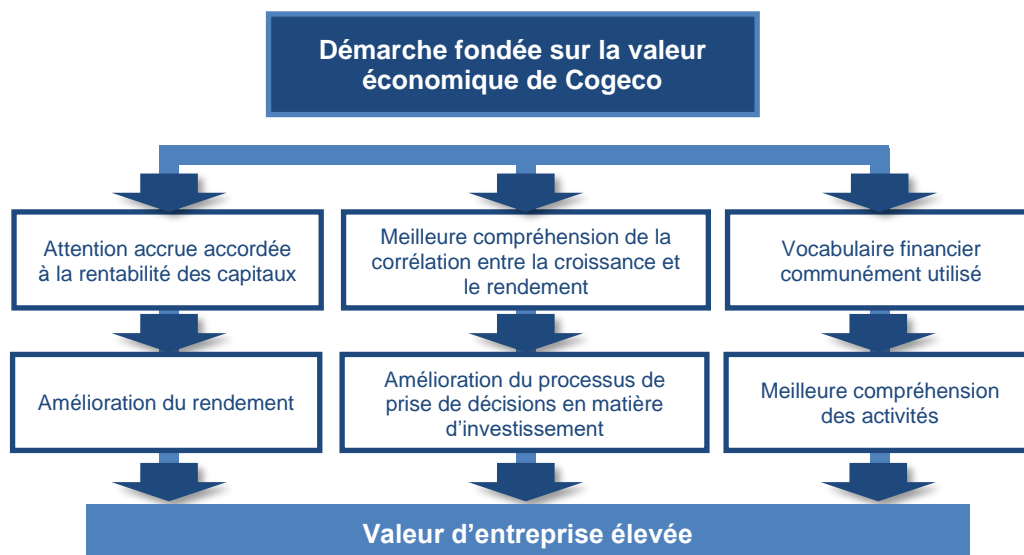 Démarche fondée sur la valeur
économique de Cogeco
Attention accrue accordée
à la rentabilité des capitaux
Meilleure compréhension de la
corrélation entre la croissance et
le rendement
Vocabulaire financier
communément utilisé
Amélioration du rendement
Amélioration du processus de
prise de décisions en matière
d’investissement
Meilleure compréhension
des activités
Valeur d’entreprise élevée